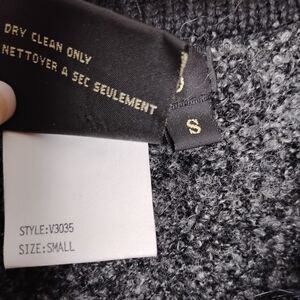 DRY CLEAN ONLY
NETTOYER A SEC SEULEMENT
S
STYLE:V3035
SIZE:SMALL